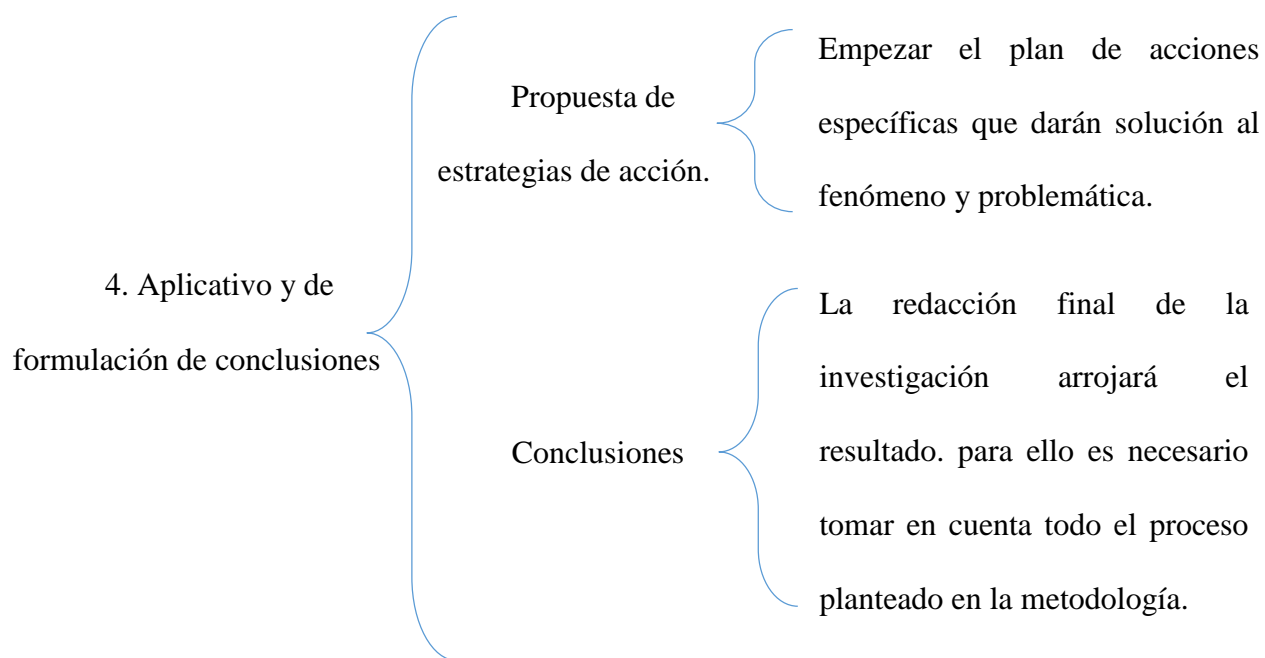 4. Aplicativo y de
formulación de conclusiones
Propuesta de
estrategias de acción.
Empezar el plan de acciones
específicas que darán solución al
fenómeno y problemática.
Conclusiones
La redacción final de la
investigación arrojará el
resultado. para ello es necesario
tomar en cuenta todo el proceso
planteado en la metodología.